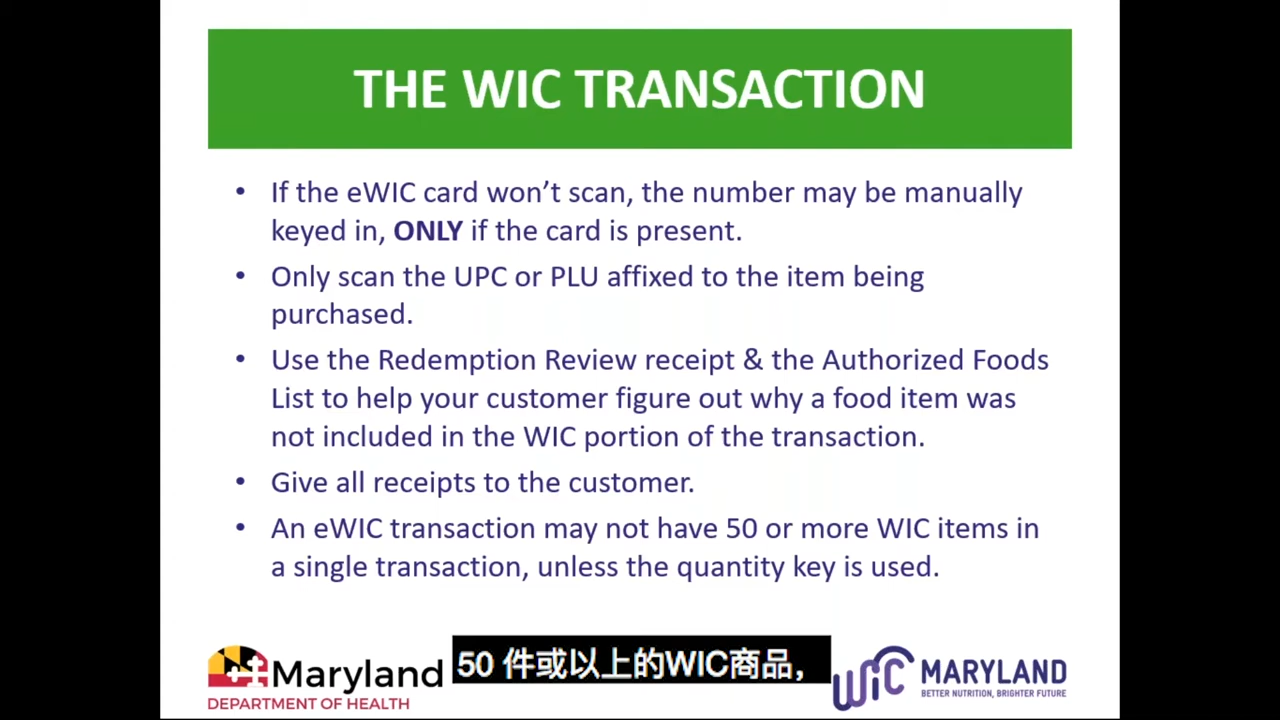 THE WIC TRANSACTION
• If the eWIC card won’t scan, the number may be manually
keyed in, ONLY if the card is present.
• Only scan the UPC or PLU affixed to the item being
purchased.
• Use the Redemption Review receipt & the Authorized Foods
List to help your customer figure out why a food item was
not included in the WIC portion of the transaction.
• Give all receipts to the customer.
• An eWIC transaction may not have 50 or more WIC items in
a single transaction, unless the quantity key is used.
Maryland
DEPARTMENT OF HEALTH
50 件或以上的WIC商品，
WIC MARYLAND
BETTER NUTRITION, BRIGHTER FUTURE